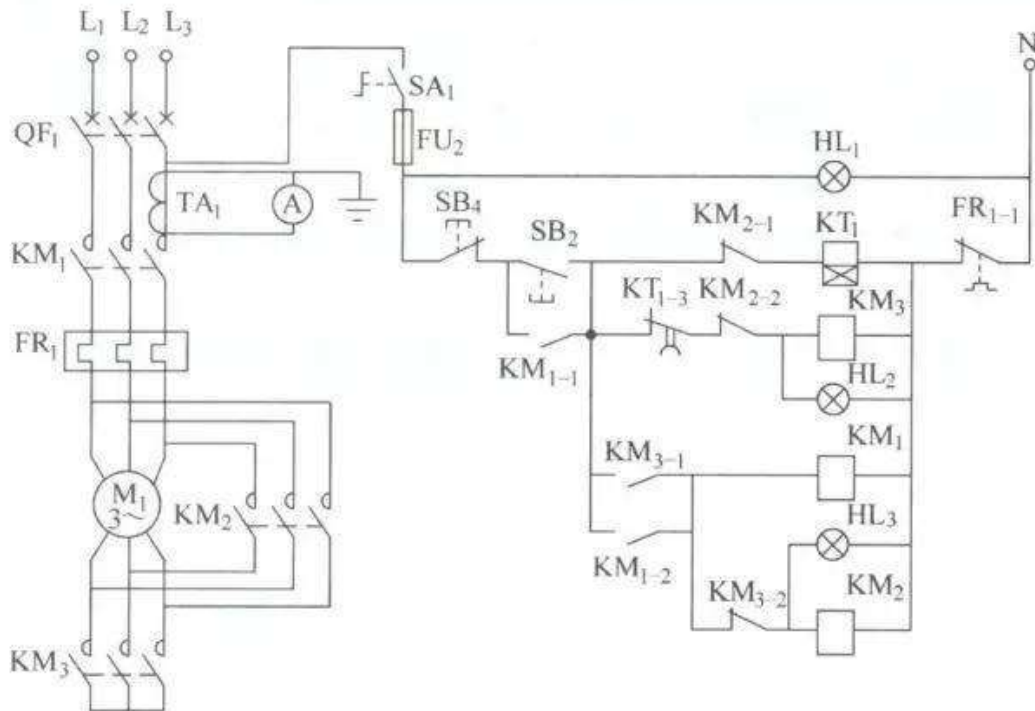 L₁ L₂ L₃
N
SA₁
QF₁
FU₂
HL₁
TA₁ A
SB₄
SB₂
KM₂₋₁ KT₁ FR₁₋₁
KM₁
KT₁₋₃ KM₂₋₂ KM₃
FR₁
KM₁₋₁
HL₂
KM₁
KM₃₋₁
M₁
3~
KM₂
HL₃
KM₁₋₂
KM₃₋₂ KM₂
KM₃